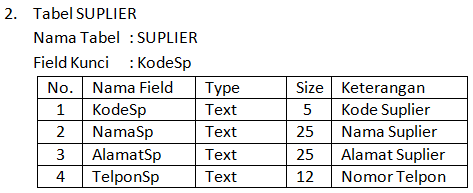 2. Tabel SUPLIER
Nama Tabel : SUPLIER
Field Kunci : KodeSp
No. Nama Field Type Size Keterangan
1 KodeSp Text 5 Kode Suplier
2 NamaSp Text 25 Nama Suplier
3 AlamatSp Text 25 Alamat Suplier
4 TelponSp Text 12 Nomor Telpon